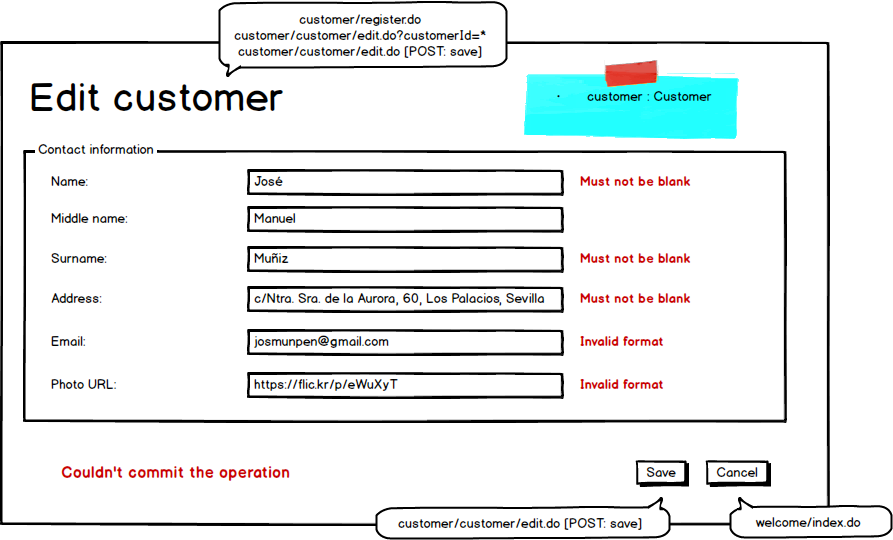 customer/register.do
customer/customer/edit.do?customerId=*
customer/customer/edit.do [POST: save]
Edit customer
· customer : Customer
Contact information
Name: José Must not be blank
Middle name: Manuel
Surname: Muñiz Must not be blank
Address: c/Ntra. Sra. de la Aurora, 60, Los Palacios, Sevilla Must not be blank
Email: josmunpen@gmail.com Invalid format
Photo URL: https://flic.kr/p/eWuXyT Invalid format
Couldn't commit the operation Save Cancel
customer/customer/edit.do [POST: save] welcome/index.do